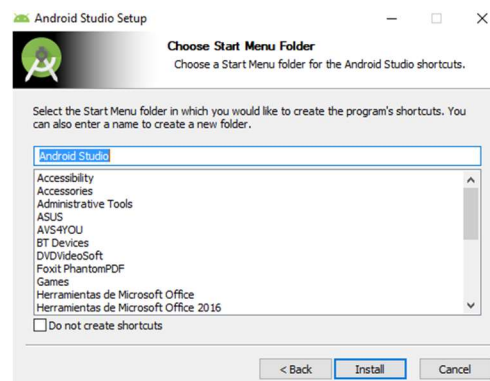 Android Studio Setup
Choose Start Menu Folder
Choose a Start Menu folder for the Android Studio shortcuts.
Select the Start Menu folder in which you would like to create the program's shortcuts. You
can also enter a name to create a new folder.
Android Studio
Accessibility
Accessories
Administrative Tools
ASUS
AVS4YOU
BT Devices
DVDVideoSoft
Foxit PhantomPDF
Games
Herramientas de Microsoft Office
Herramientas de Microsoft Office 2016
Do not create shortcuts
< Back Install Cancel